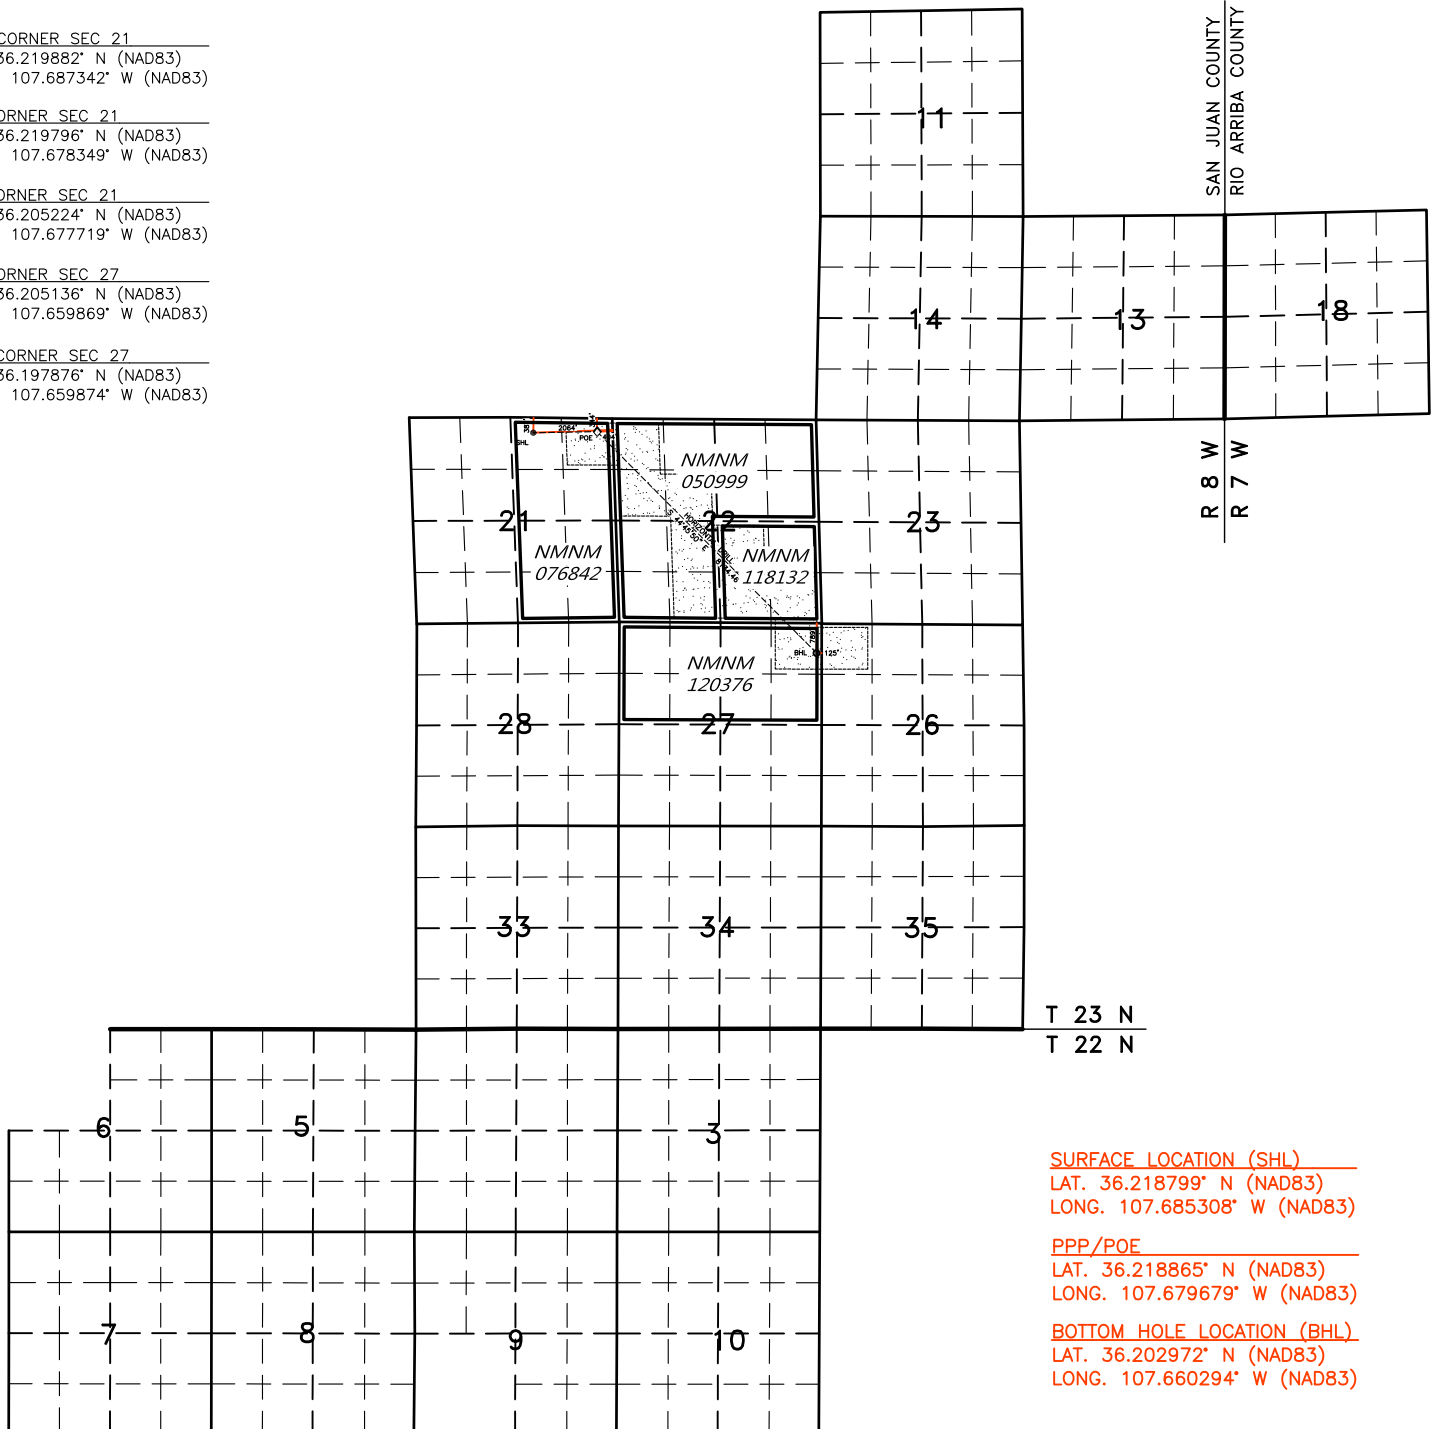 CORNER SEC 21
36.219882° N (NAD83)
107.687342° W (NAD83)
ORNER SEC 21
36.219796° N (NAD83)
107.678349° W (NAD83)
ORNER SEC 21
36.205224° N (NAD83)
107.677719° W (NAD83)
ORNER SEC 27
36.205136° N (NAD83)
107.659869° W (NAD83)
CORNER SEC 27
36.197876° N (NAD83)
107.659874° W (NAD83)
SAN JUAN COUNTY
RIO ARRIBA COUNTY
11
14
13
18
R 8 W
R 7 W
2064'
SHL
POE
NMNM
050999
21
22
23
NMNM
076842
NMNM
118132
HORIZONTAL DRILL
BHL
125'
NMNM
120376
28
27
26
33
34
35
T 23 N
T 22 N
6
5
3
7
8
9
10
SURFACE LOCATION (SHL)
LAT. 36.218799° N (NAD83)
LONG. 107.685308° W (NAD83)
PPP/POE
LAT. 36.218865° N (NAD83)
LONG. 107.679679° W (NAD83)
BOTTOM HOLE LOCATION (BHL)
LAT. 36.202972° N (NAD83)
LONG. 107.660294° W (NAD83)